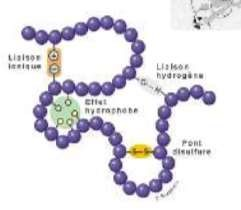 Liaison
ionique
+
−
Liaison
hydrogène
O-H
Effet
hydrophobe
Pont
disulfure
S-S